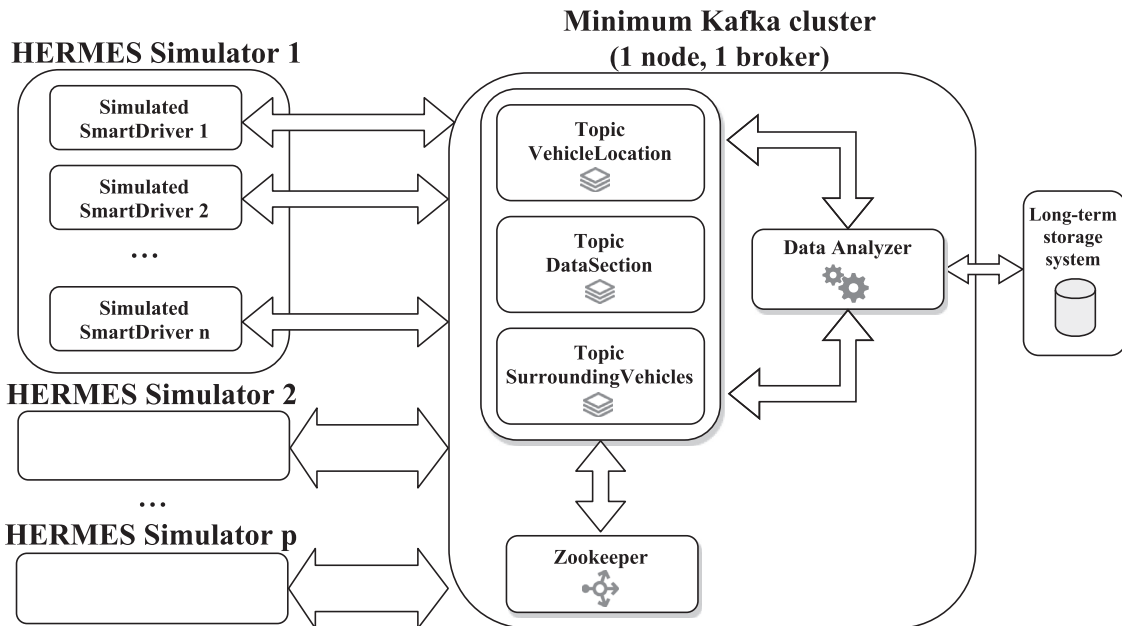 HERMES Simulator 1
Simulated
SmartDriver 1
Simulated
SmartDriver 2
...
Simulated
SmartDriver n
HERMES Simulator 2
...
HERMES Simulator p
Minimum Kafka cluster
(1 node, 1 broker)
Topic
VehicleLocation
Topic
DataSection
Topic
SurroundingVehicles
Zookeeper
Data Analyzer
Long-term
storage
system